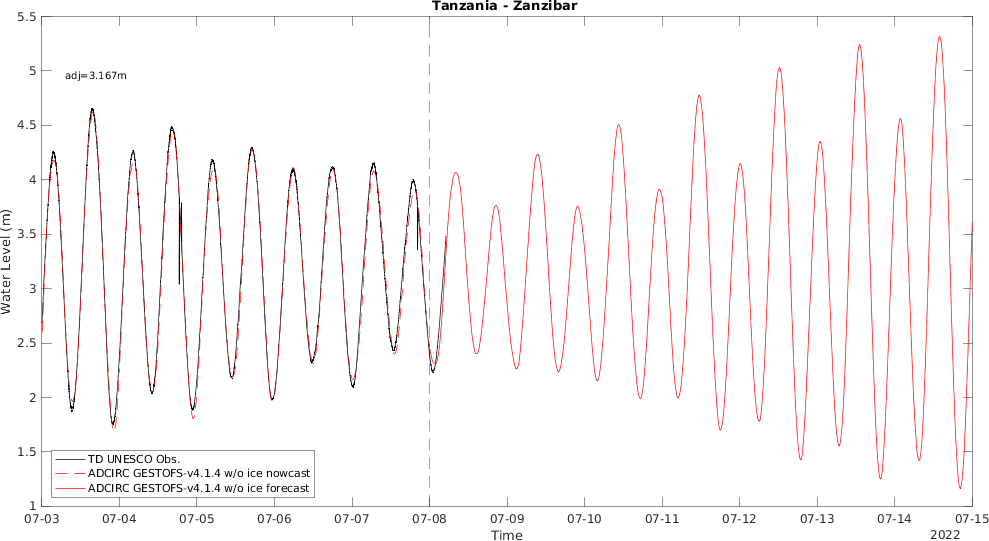 Tanzania - Zanzibar
5.5
5
4.5
4
3.5
3
2.5
2
1.5
1
Water Level (m)
adj=3.167m
TD UNESCO Obs.
ADCIRC GESTOFS-v4.1.4 w/o ice nowcast
ADCIRC GESTOFS-v4.1.4 w/o ice forecast
07-03 07-04 07-05 07-06 07-07 07-08 07-09 07-10 07-11 07-12 07-13 07-14 07-15
Time
2022